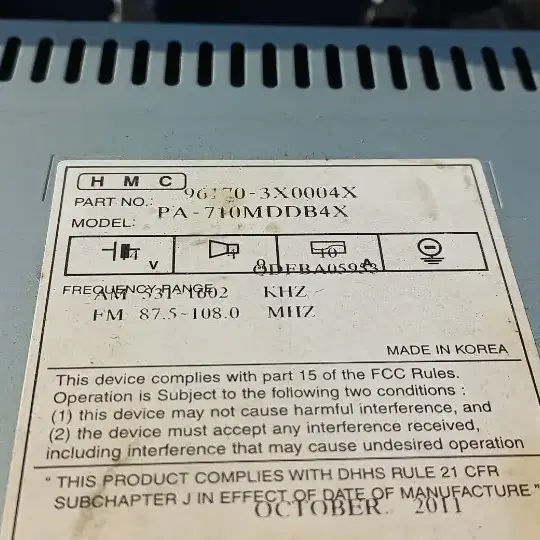 HMC
PART NO.: 96170-3X0004X
MODEL: PA-710MDDB4X
V 8 10 A
QDFBA05953
FREQUENCY RANGE
AM 531~1602 KHZ
FM 87.5~108.0 MHZ
MADE IN KOREA
This device complies with part 15 of the FCC Rules.
Operation is Subject to the following two conditions :
(1) this device may not cause harmful interference, and
(2) the device must accept any interference received,
including interference that may cause undesired operation
" THIS PRODUCT COMPLIES WITH DHHS RULE 21 CFR
SUBCHAPTER J IN EFFECT OF DATE OF MANUFACTURE "
OCTOBER. 2011